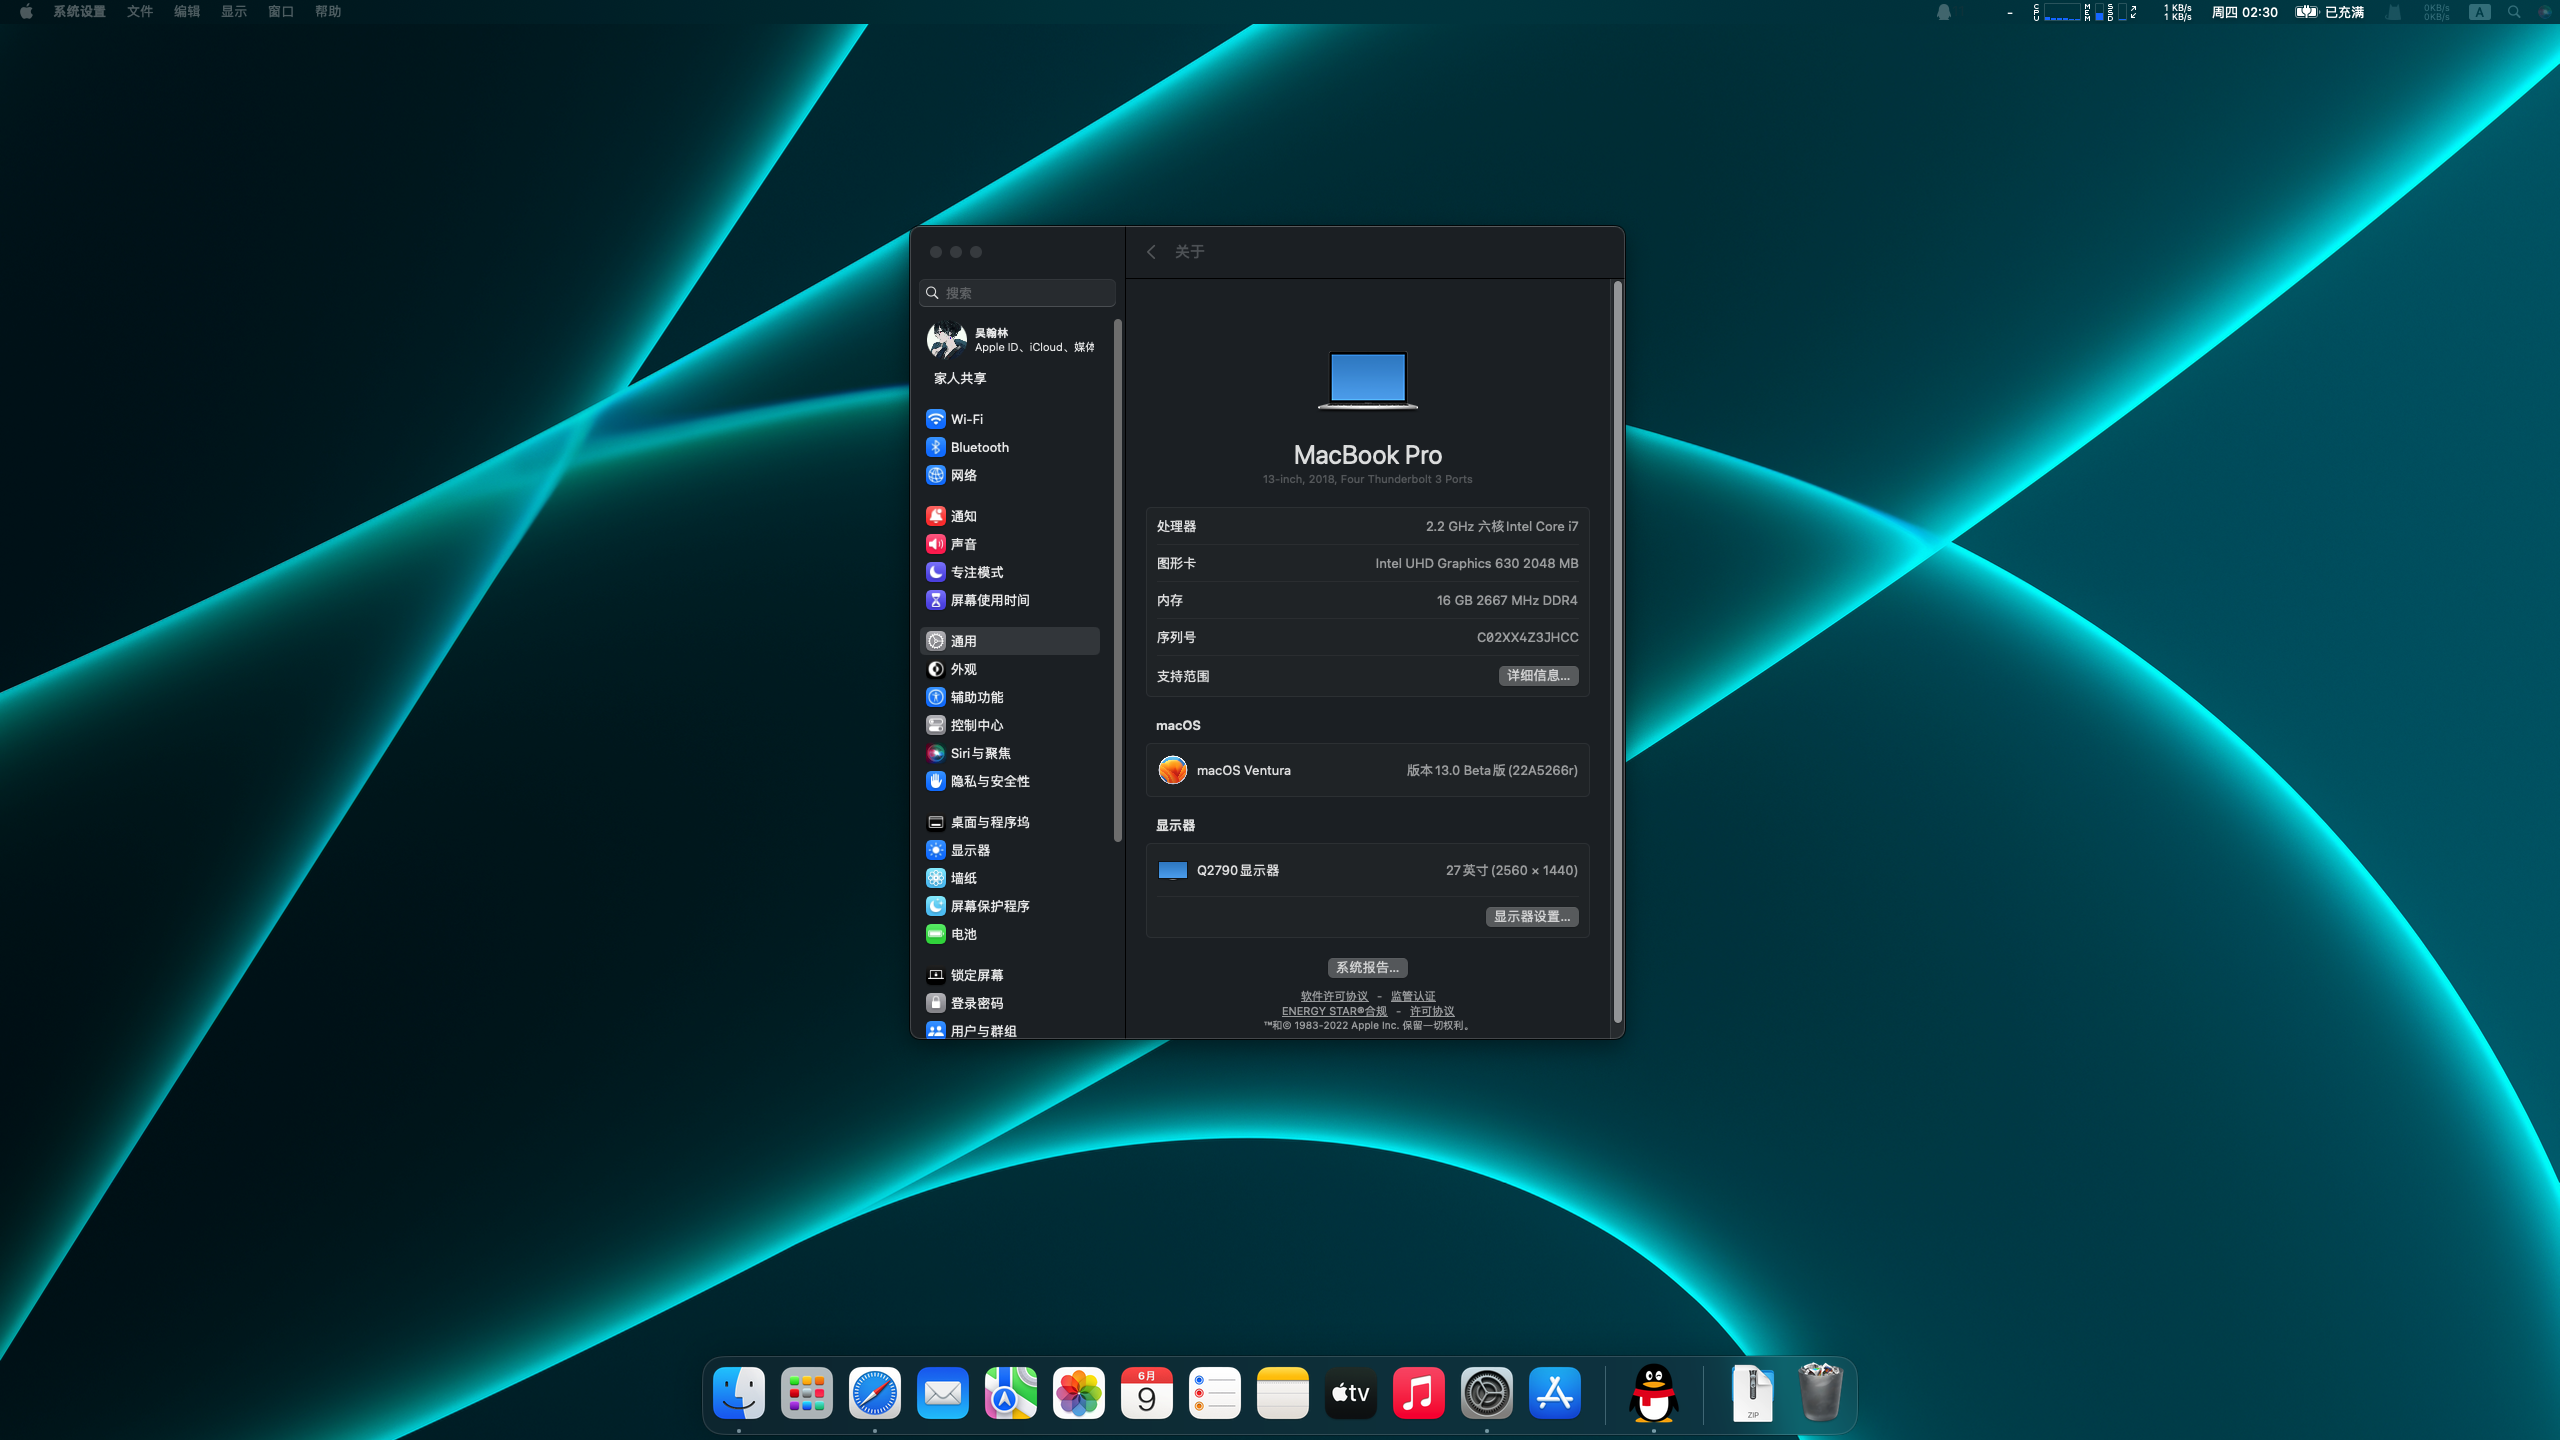 系统设置 文件 编辑 显示 窗口 帮助
- CPU MEM SSD 1 KB/s 1 KB/s 周四 02:30 已充满 0KB/s 0KB/s A
关于
搜索
吴翰林
Apple ID、iCloud、媒体
家人共享
Wi-Fi
Bluetooth
网络
通知
声音
专注模式
屏幕使用时间
通用
外观
辅助功能
控制中心
Siri与聚焦
隐私与安全性
桌面与程序坞
显示器
墙纸
屏幕保护程序
电池
锁定屏幕
登录密码
用户与群组
MacBook Pro
13-inch, 2018, Four Thunderbolt 3 Ports
处理器 2.2 GHz 六核Intel Core i7
图形卡 Intel UHD Graphics 630 2048 MB
内存 16 GB 2667 MHz DDR4
序列号 C02XX4Z3JHCC
支持范围 详细信息...
macOS
macOS Ventura 版本13.0 Beta版 (22A5266r)
显示器
Q2790显示器 27英寸 (2560 × 1440)
显示器设置...
系统报告...
软件许可协议 - 监管认证
ENERGY STAR®合规 - 许可协议
™和© 1983-2022 Apple Inc. 保留一切权利。
6月
9
tv
ZIP